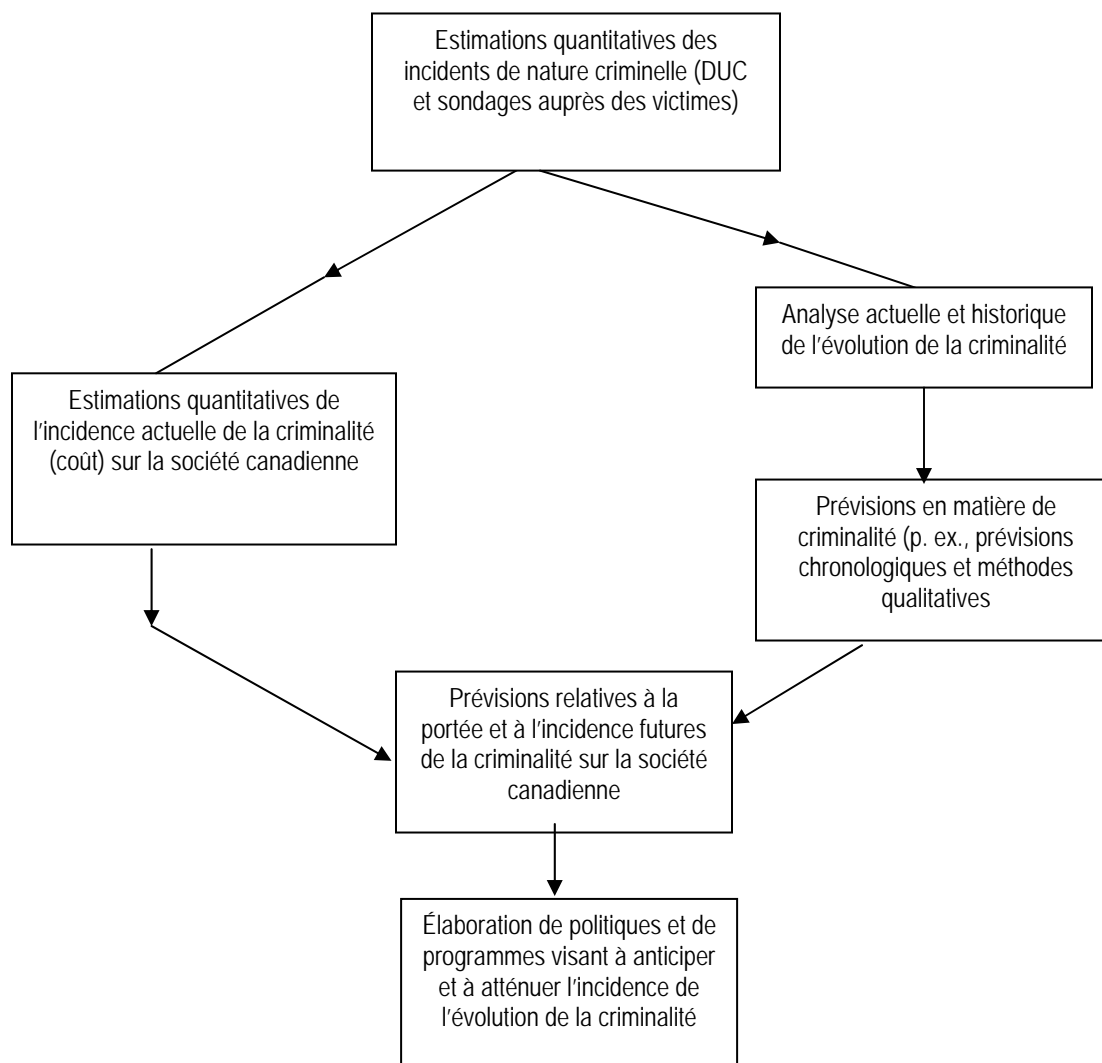 Estimations quantitatives des
incidents de nature criminelle (DUC
et sondages auprès des victimes)
Analyse actuelle et historique
de l'évolution de la criminalité
Estimations quantitatives de
l'incidence actuelle de la criminalité
(coût) sur la société canadienne
Prévisions en matière de
criminalité (p. ex., prévisions
chronologiques et méthodes
qualitatives
Prévisions relatives à la
portée et à l'incidence futures
de la criminalité sur la société
canadienne
Élaboration de politiques et de
programmes visant à anticiper
et à atténuer l'incidence de
l'évolution de la criminalité